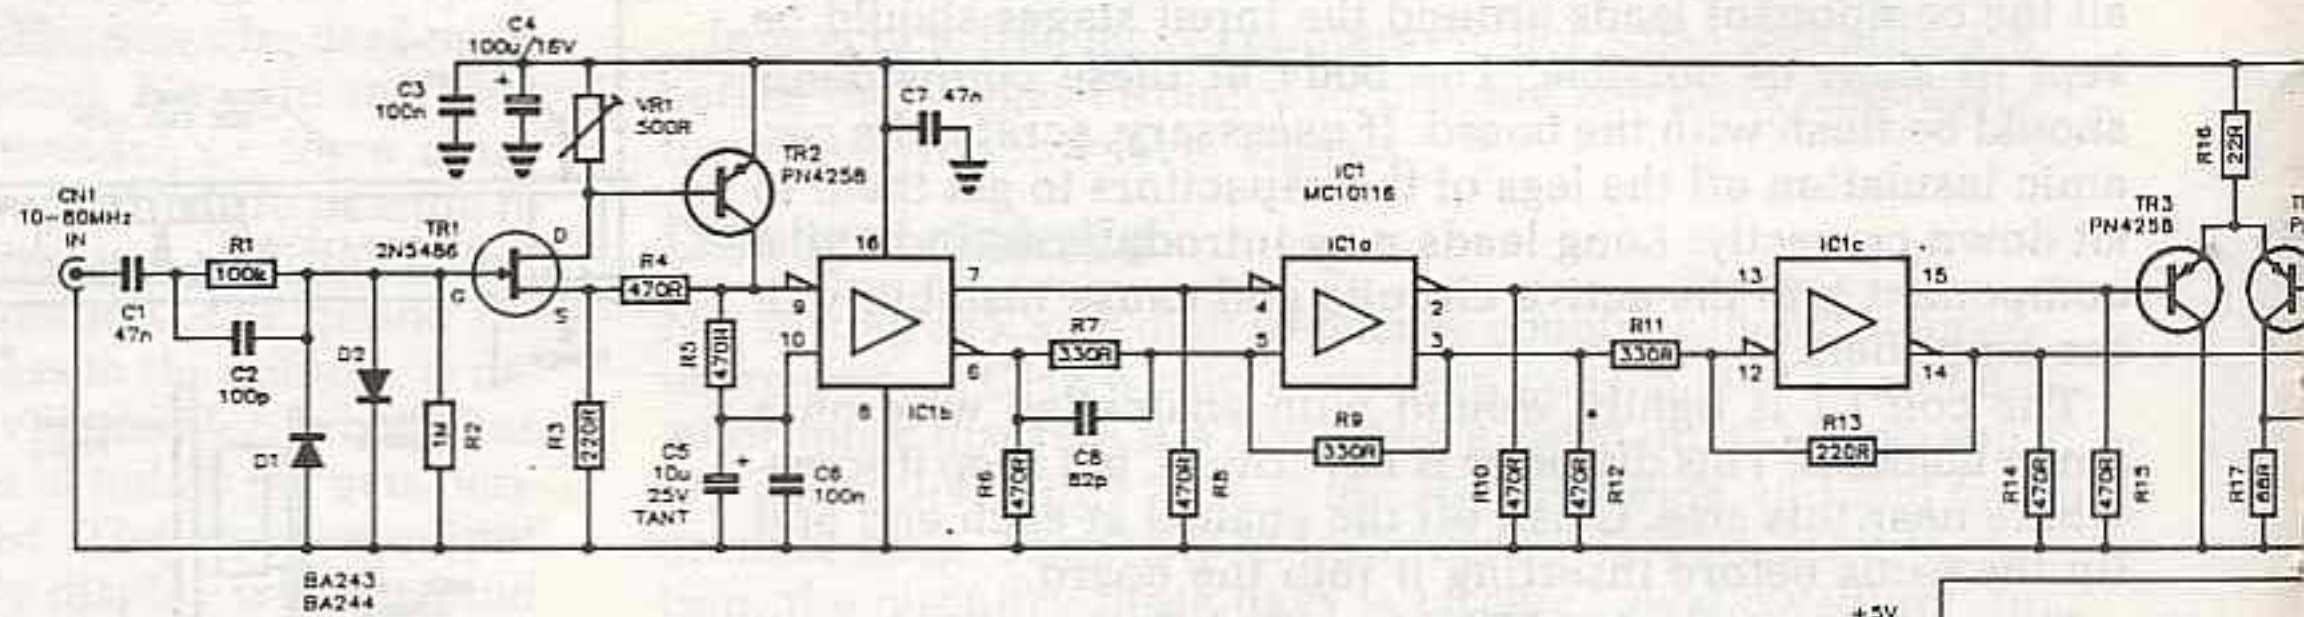 C4
100u/16V
C3
100n
VR1
500R
TR2
PN4258
C7 47n
IC1
MC10116
R16
22R
TR3
PN4258
CN1
10-80MHz
IN
R1
100k
C1
47n
C2
100p
TR1
2N5486
D
G
S
R4
470R
16
9
10
7
6
8
IC1b
IC1a
4
5
2
3
IC1c
13
12
15
14
D2
D1
1M
R2
R3
220R
R5
470R
C5
10u
25V
TANT
C6
100n
R7
330R
C8
82p
R6
470R
470R
R8
R9
330R
R10
470R
470R
R12
R11
330R
R13
220R
R14
470R
470R
R15
R17
68R
BA243
BA244
+5V